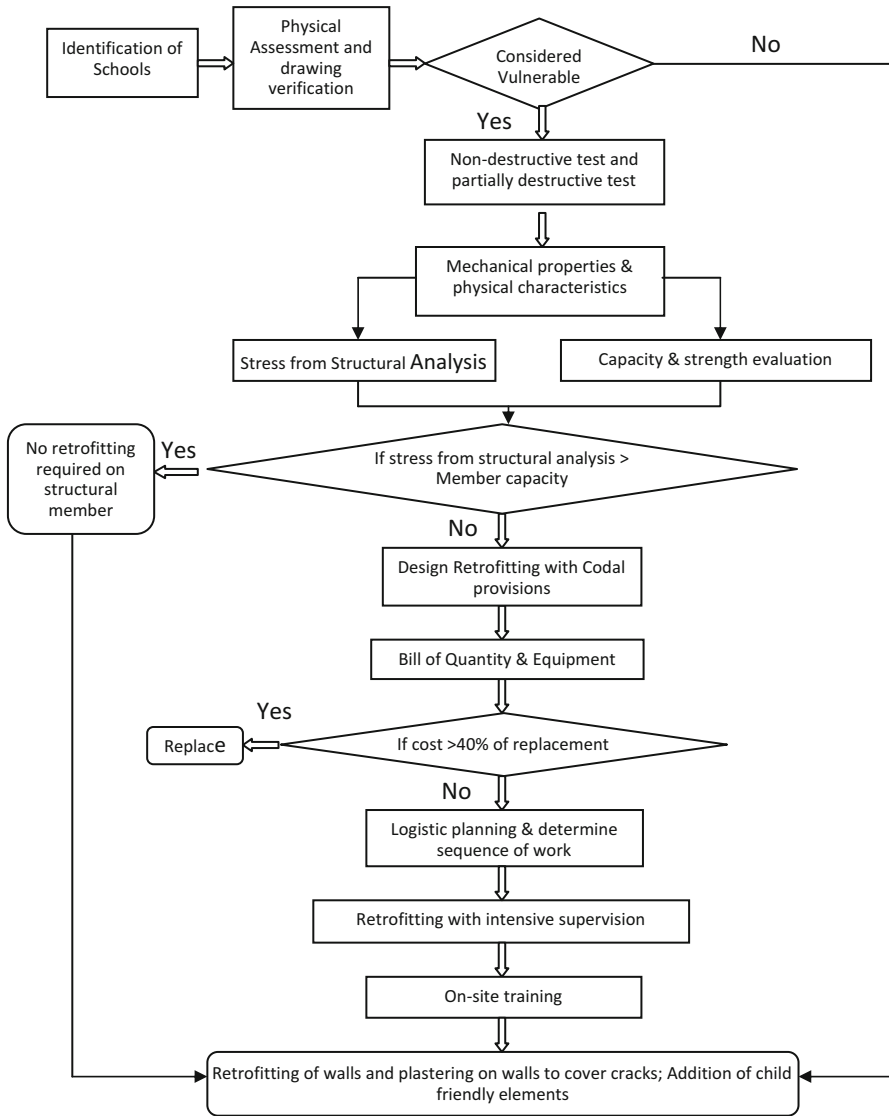 Identification of
Schools
Physical
Assessment and
drawing
verification
Considered
Vulnerable
No
Yes
Non-destructive test and
partially destructive test
Mechanical properties &
physical characteristics
Stress from Structural Analysis
Capacity & strength evaluation
No retrofitting
required on
structural
member
Yes
If stress from structural analysis >
Member capacity
No
Design Retrofitting with Codal
provisions
Bill of Quantity & Equipment
Yes
Replace
If cost >40% of replacement
No
Logistic planning & determine
sequence of work
Retrofitting with intensive supervision
On-site training
Retrofitting of walls and plastering on walls to cover cracks; Addition of child
friendly elements